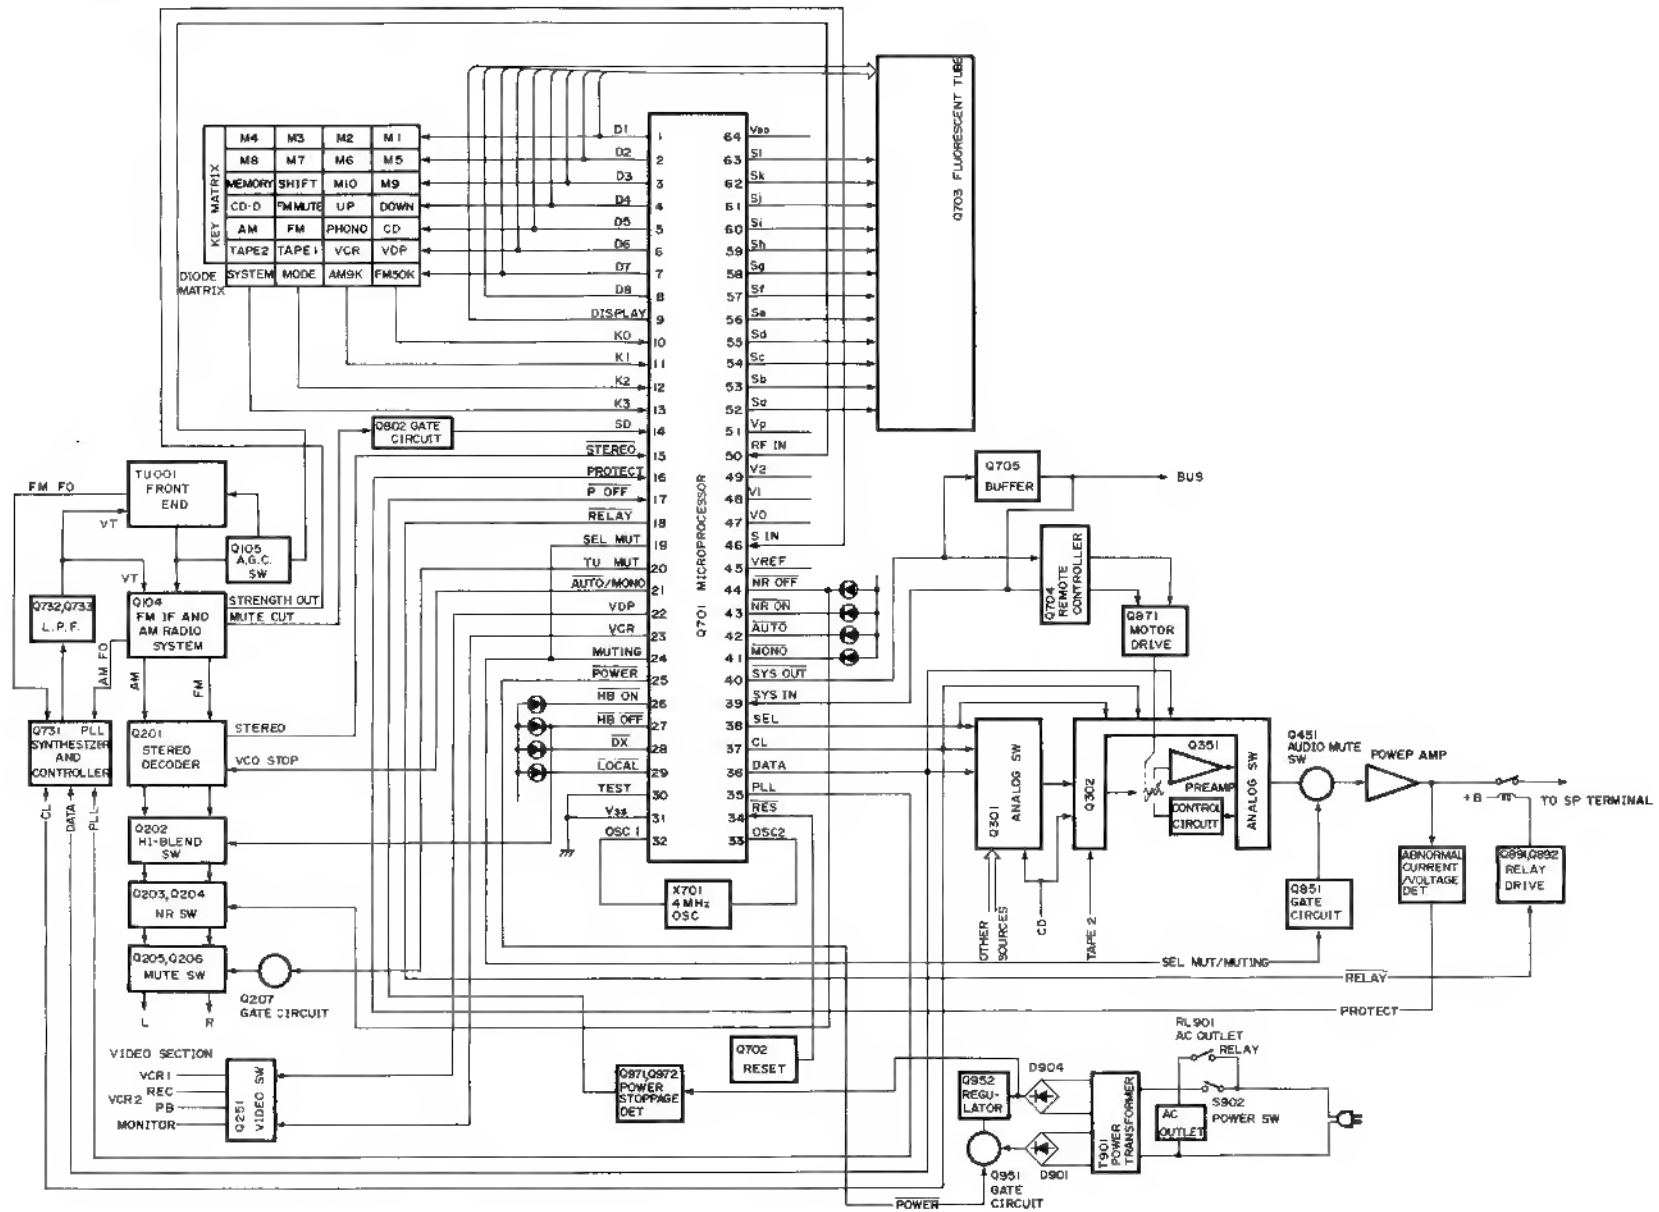 KEY MATRIX
M4 M3 M2 M1
M8 M7 M6 M5
MEMORY SHIFT M10 M9
CD-D FM MUTE UP DOWN
AM FM PHONO CD
TAPE2 TAPE1 VCR VDP
DIODE MATRIX
SYSTEM MODE AM9K FM50K
Q701 MICROPROCESSOR
D1 1
D2 2
D3 3
D4 4
D5 5
D6 6
D7 7
D8 8
DISPLAY 9
K0 10
K1 11
K2 12
K3 13
SD 14
STEREO 15
PROTECT 16
P OFF 17
RELAY 18
SEL MUT 19
TU MUT 20
AUTO/MONO 21
VDP 22
VCR 23
MUTING 24
POWER 25
HB ON 26
HB OFF 27
DX 28
LOCAL 29
TEST 30
Vss 31
OSC 1 32
64
63 Sl
62 Sk
61 Sj
60 Si
59 Sh
58 Sg
57 Sf
56 Se
55 Sd
54 Sc
53 Sb
52 Sa
51 Vp
50 RF IN
49 V2
48 V1
47 V0
46 S IN
45 VREF
44 NR OFF
43 NR ON
42 AUTO
41 MONO
40 SYS OUT
39 SYS IN
38 SEL
37 CL
36 DATA
35 PLL
34 RES
33 OSC2
Q703 FLUORESCENT TUBE
Q802 GATE
CIRCUIT
TU001
FRONT
END
FM FO
VT
Q105
A.G.C.
SW
VT
Q732,Q733
L.P.F.
Q104
FM IF AND
AM RADIO
SYSTEM
STRENGTH OUT
MUTE OUT
AM FO
AM
FM
Q731 PLL
SYNTHESIZER
AND
CONTROLLER
CL
DATA
PLL
Q201
STEREO
DECODER
STEREO
VCO STOP
Q202
HI-BLEND
SW
Q203,Q204
NR SW
Q205,Q206
MUTE SW
Q207
GATE CIRCUIT
L
R
VIDEO SECTION
VCR1
REC
VCR2
PB
MONITOR
Q251
VIDEO SW
X701
4MHz
OSC
Q702
RESET
Q971,Q972
POWER
STOPPAGE
DET
Q705
BUFFER
BUS
Q704
REMOTE
CONTROLLER
Q871
MOTOR
DRIVE
Q301
ANALOG SW
OTHER
SOURCES
CD
TAPE 2
Q302
Q351
PREAMP
CONTROL
CIRCUIT
ANALOG SW
Q451
AUDIO MUTE
SW
POWER AMP
+B
TO SP TERMINAL
Q851
GATE
CIRCUIT
ABNORMAL
CURRENT
/VOLTAGE
DET
Q891,Q892
RELAY
DRIVE
SEL MUT/MUTING
RELAY
PROTECT
RL901
AC OUTLET
RELAY
Q952
REGU-
LATOR
D904
D901
Q951
GATE
CIRCUIT
T901
POWER
TRANSFORMER
AC
OUTLET
S902
POWER SW
POWER